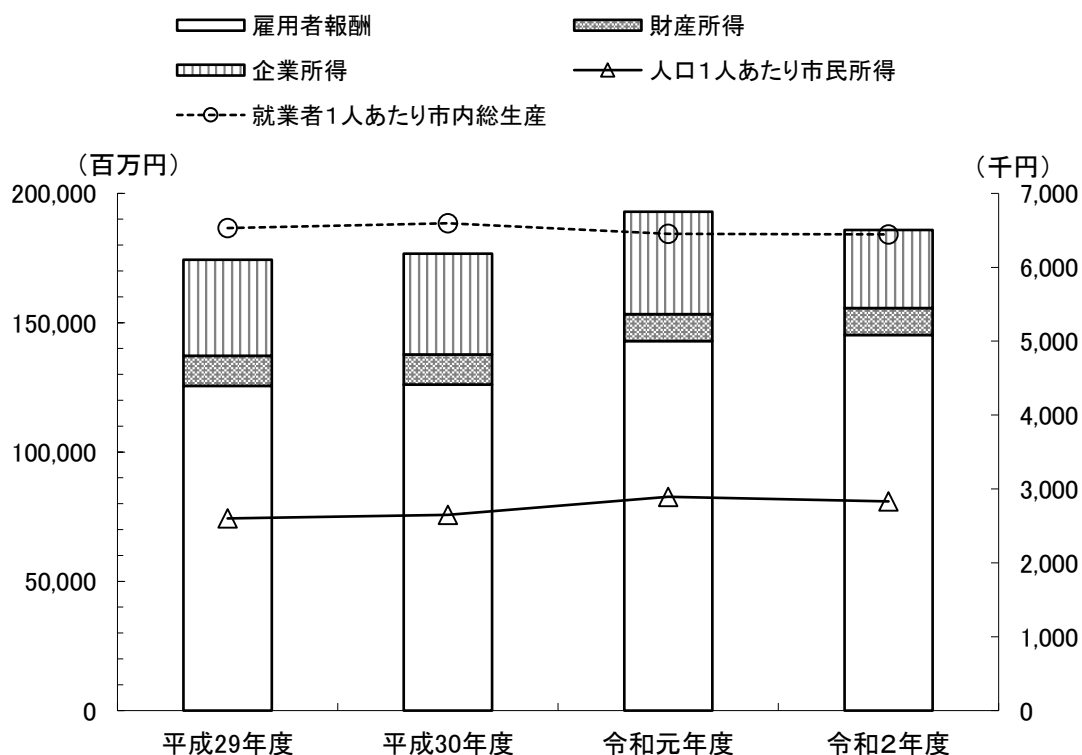 雇用者報酬 財産所得
企業所得 人口1人あたり市民所得
就業者1人あたり市内総生産
（百万円） （千円）
200,000 7,000
6,000
150,000
5,000
4,000
100,000
3,000
50,000
2,000
1,000
0 0
平成29年度 平成30年度 令和元年度 令和2年度